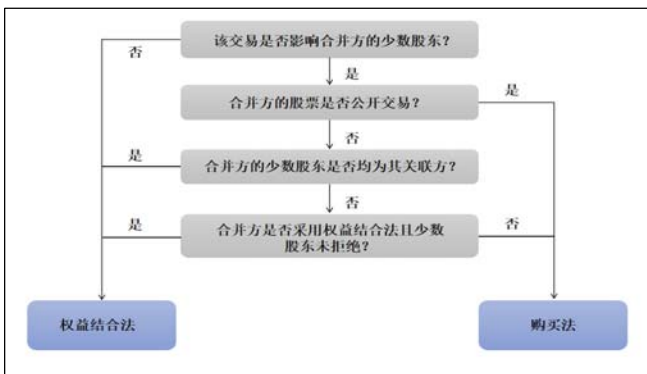 该交易是否影响合并方的少数股东？
否
是
合并方的股票是否公开交易？
是
否
是
合并方的少数股东是否均为其关联方？
否
是
合并方是否采用权益结合法且少数
股东未拒绝？
否
权益结合法
购买法